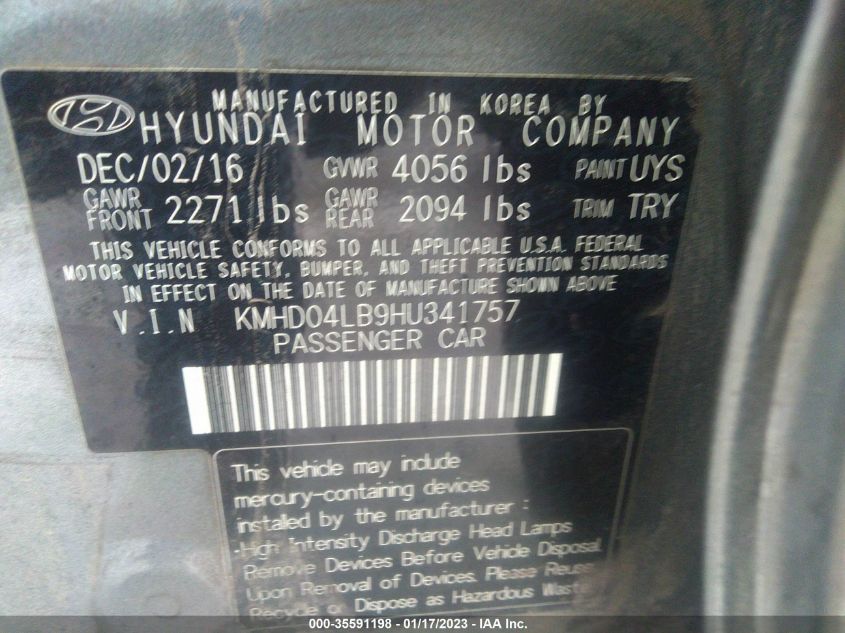 MANUFACTURED IN KOREA BY
HYUNDAI MOTOR COMPANY
DEC/02/16 GVWR 4056 lbs PAINT UYS
GAWR FRONT 2271 lbs GAWR REAR 2094 lbs TRIM TRY
THIS VEHICLE CONFORMS TO ALL APPLICABLE U.S.A. FEDERAL
MOTOR VEHICLE SAFETY, BUMPER, AND THEFT PREVENTION STANDARDS
IN EFFECT ON THE DATE OF MANUFACTURE SHOWN ABOVE
V.I.N KMHD04LB9HU341757
PASSENGER CAR
This vehicle may include
mercury-containing devices
installed by the manufacturer :
-High Intensity Discharge Head Lamps
Remove Devices Before Vehicle Disposal.
Upon Removal of Devices. Please Reuse,
Recycle or Dispose as Hazardous Waste
000-35591198 - 01/17/2023 - IAA Inc.